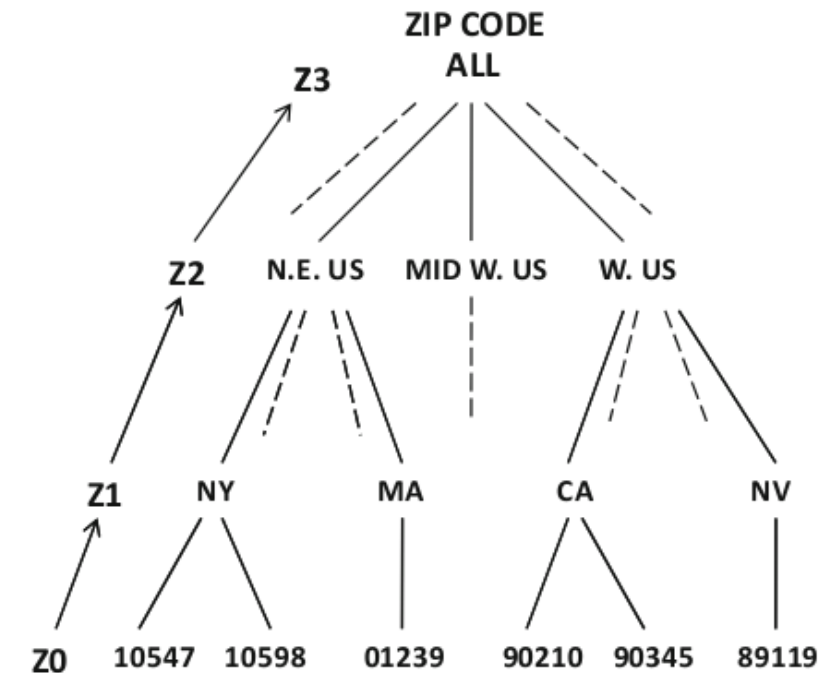 ZIP CODE
ALL
Z3
Z2 N.E. US MID W. US W. US
Z1 NY MA CA NV
Z0 10547 10598 01239 90210 90345 89119